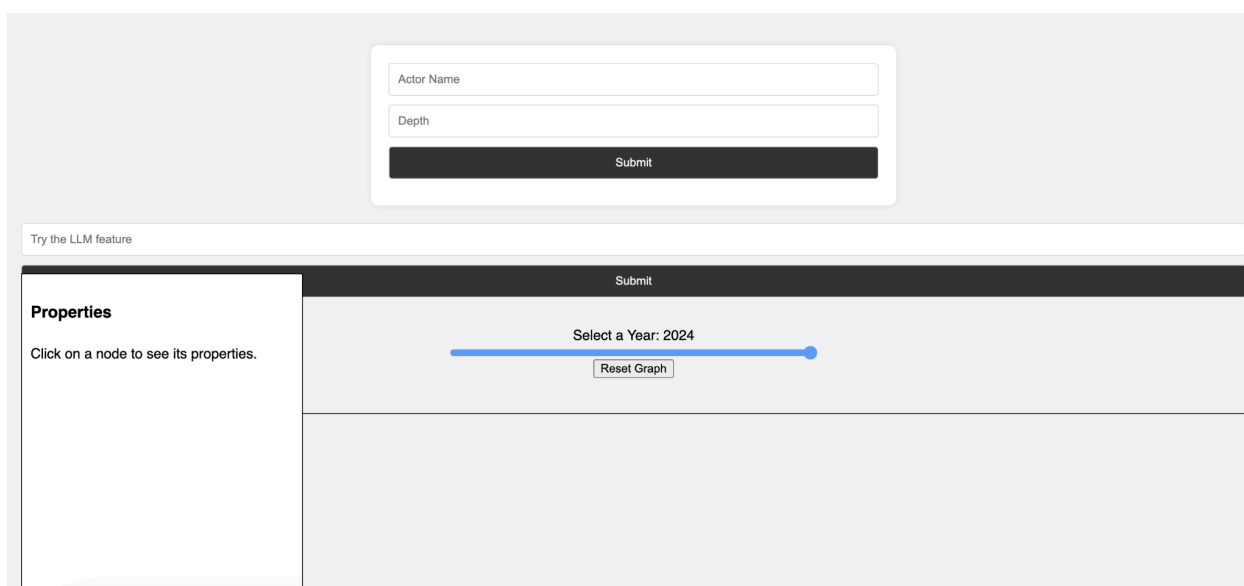 Actor Name
Depth
Submit
Try the LLM feature
Submit
Properties
Click on a node to see its properties.
Select a Year: 2024
Reset Graph